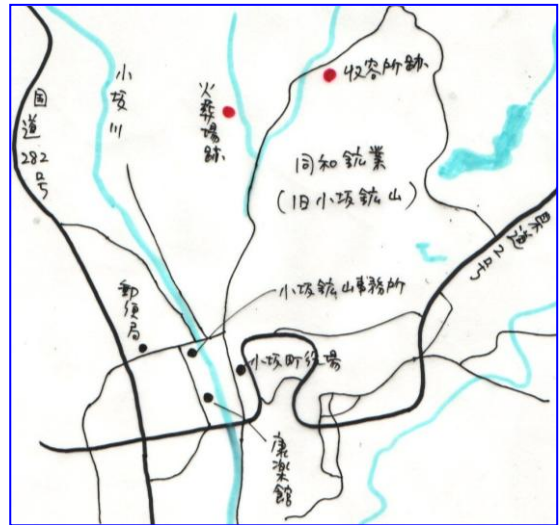 国道282号
小坂川
火葬場跡
収容所跡
同和鉱業
(旧小坂鉱山)
県道2号
小坂鉱山事務所
郵便局
小坂町役場
康楽館